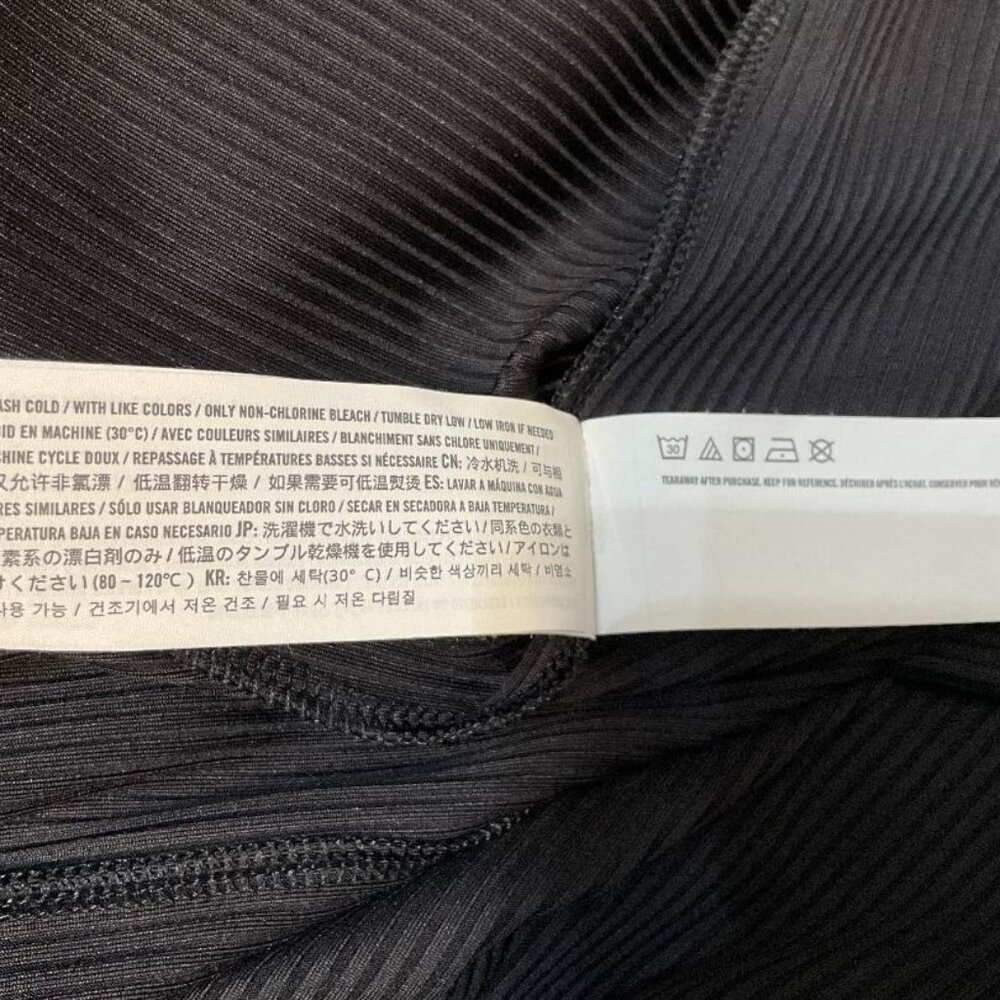 ASH COLD / WITH LIKE COLORS / ONLY NON-CHLORINE BLEACH / TUMBLE DRY LOW / LOW IRON IF NEEDED
ID EN MACHINE (30°C) / AVEC COULEURS SIMILAIRES / BLANCHIMENT SANS CHLORE UNIQUEMENT /
CHINE CYCLE DOUX / REPASSAGE À TEMPÉRATURES BASSES SI NÉCESSAIRE CN: 冷水机洗 / 可与相
又允许非氯漂 / 低温翻转干燥 / 如果需要可低温熨烫 ES: LAVAR A MÁQUINA CON AGUA
RES SIMILARES / SÓLO USAR BLANQUEADOR SIN CLORO / SECAR EN SECADORA A BAJA TEMPERATURA /
PERATURA BAJA EN CASO NECESARIO JP: 洗濯機で水洗いしてください / 同系色の衣類と
素系の漂白剤のみ / 低温のタンブル乾燥機を使用してください / アイロンは
けください (80 ~ 120℃ ) KR: 찬물에 세탁(30° C) / 비슷한 색상끼리 세탁 / 비염소
사용 가능 / 건조기에서 저온 건조 / 필요 시 저온 다림질
30
TEARAWAY AFTER PURCHASE. KEEP FOR REFERENCE. DÉCHIRER APRÈS L'ACHAT. CONSERVER POUR